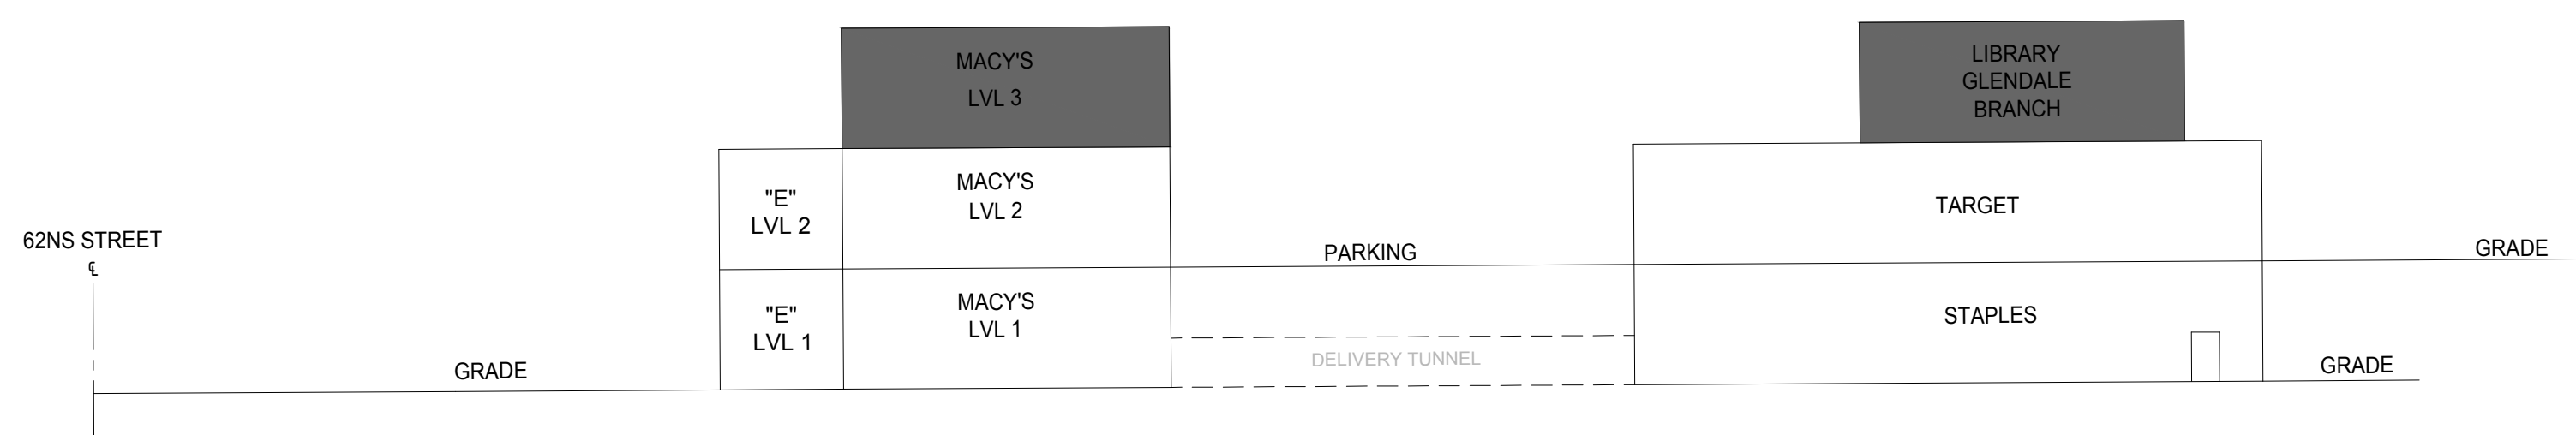 MACY'S
LVL 3
LIBRARY
GLENDALE
BRANCH
"E"
LVL 2
MACY'S
LVL 2
TARGET
62NS STREET
℄
PARKING
GRADE
"E"
LVL 1
MACY'S
LVL 1
STAPLES
DELIVERY TUNNEL
GRADE
GRADE